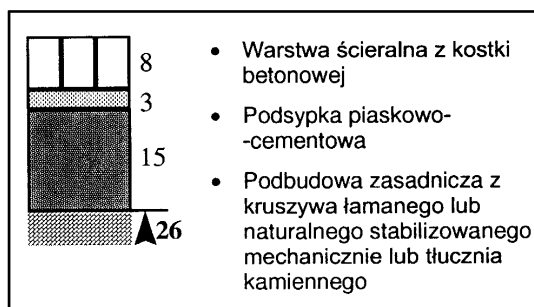 8
3
15
26
• Warstwa ścieralna z kostki
betonowej
• Podsypka piaskowo-
-cementowa
• Podbudowa zasadnicza z
kruszywa łamanego lub
naturalnego stabilizowanego
mechanicznie lub tłucznia
kamiennego